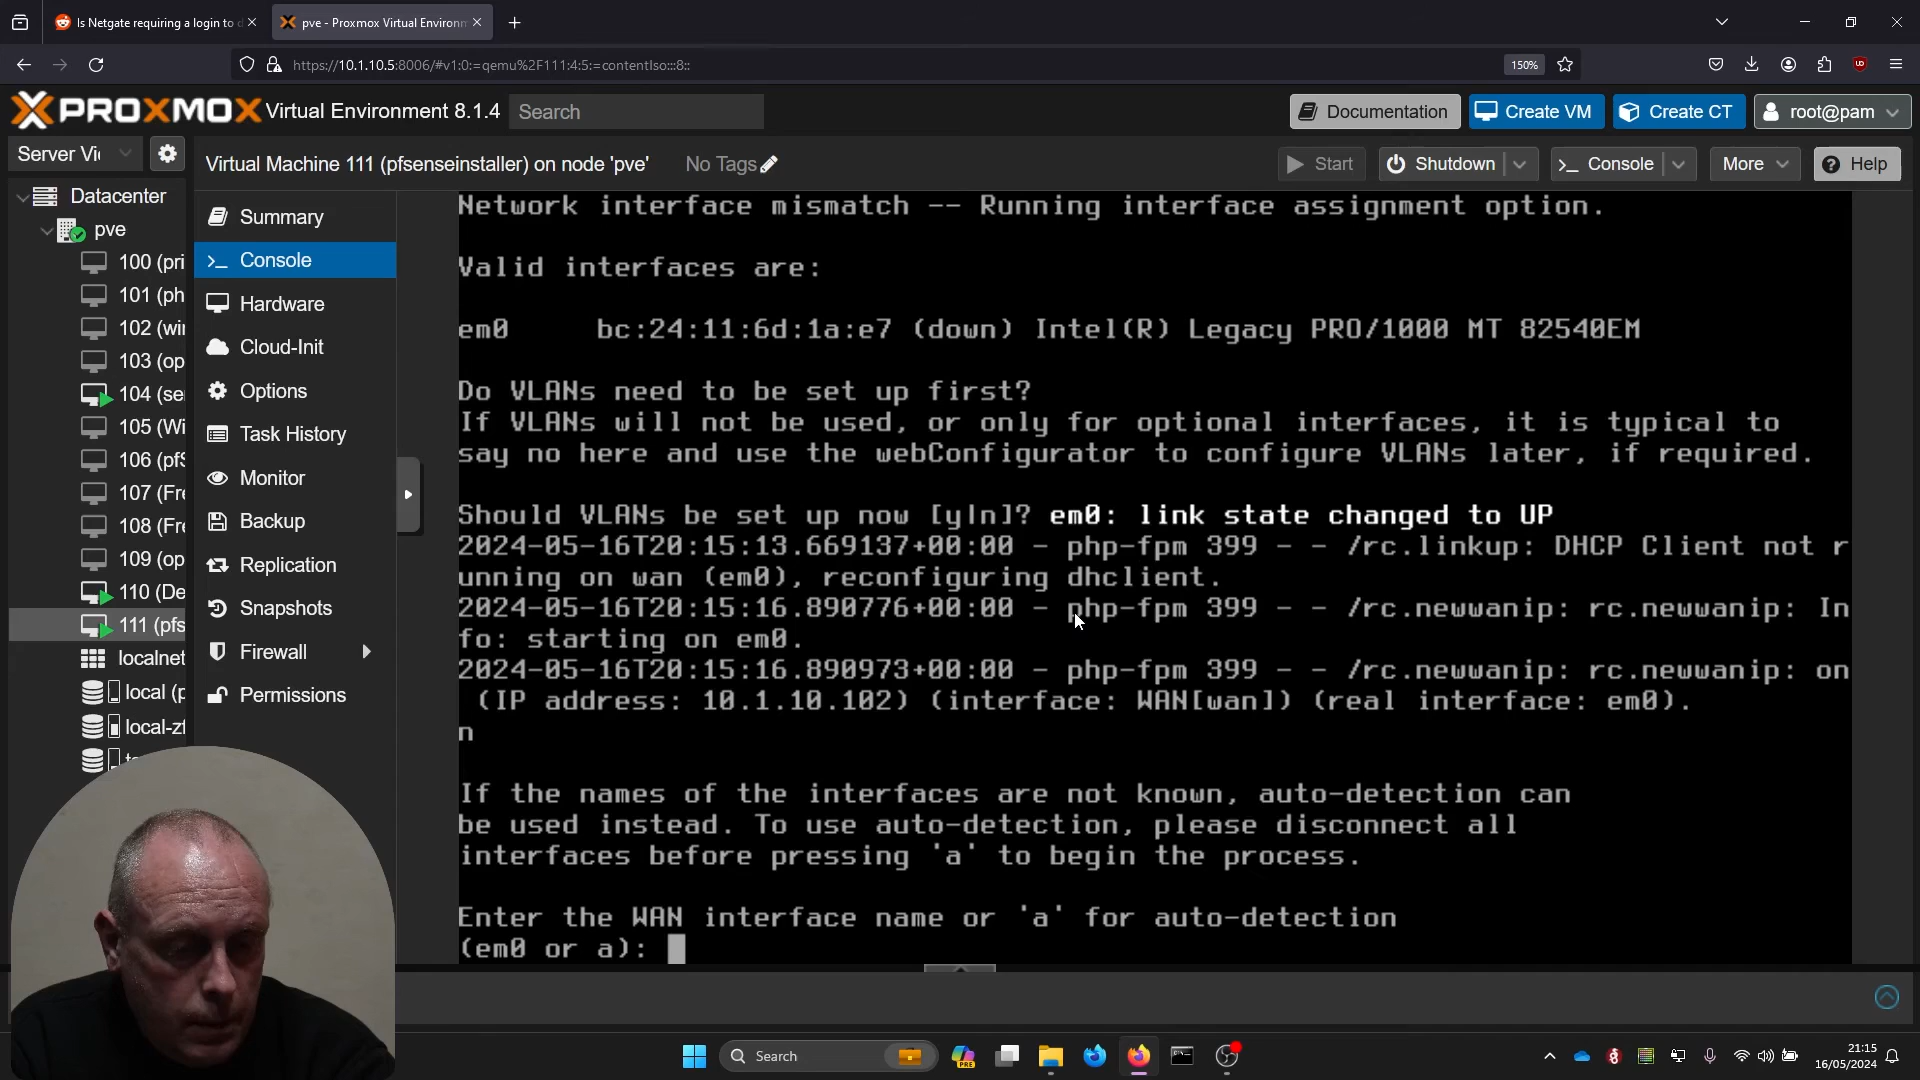 Is Netgate requiring a login to d
pve - Proxmox Virtual Environm
https://10.1.10.5:8006/#v1:0:=qemu%2F111:4:5:=contentIso:::8::
150%
PROXMOX Virtual Environment 8.1.4
Search
Documentation
Create VM
Create CT
root@pam
Server Vi
Virtual Machine 111 (pfsenseinstaller) on node 'pve'
No Tags
Start
Shutdown
Console
More
Help
Datacenter
pve
100 (pri
101 (ph
102 (wi
103 (op
104 (se
105 (Wi
106 (pfS
107 (Fre
108 (Fre
109 (op
110 (De
111 (pfs
localnet
local (p
local-zf
Summary
Console
Hardware
Cloud-Init
Options
Task History
Monitor
Backup
Replication
Snapshots
Firewall
Permissions
Network interface mismatch -- Running interface assignment option.
Valid interfaces are:
em0 bc:24:11:6d:1a:e7 (down) Intel(R) Legacy PRO/1000 MT 82540EM
Do VLANs need to be set up first?
If VLANs will not be used, or only for optional interfaces, it is typical to
say no here and use the webConfigurator to configure VLANs later, if required.
Should VLANs be set up now [y|n]? em0: link state changed to UP
2024-05-16T20:15:13.669137+00:00 - php-fpm 399 - - /rc.linkup: DHCP Client not r
unning on wan (em0), reconfiguring dhclient.
2024-05-16T20:15:16.890776+00:00 - php-fpm 399 - - /rc.newwanip: rc.newwanip: In
fo: starting on em0.
2024-05-16T20:15:16.890973+00:00 - php-fpm 399 - - /rc.newwanip: rc.newwanip: on
(IP address: 10.1.10.102) (interface: WAN[wan]) (real interface: em0).
n
If the names of the interfaces are not known, auto-detection can
be used instead. To use auto-detection, please disconnect all
interfaces before pressing 'a' to begin the process.
Enter the WAN interface name or 'a' for auto-detection
(em0 or a):
Search
PRE
21:15
16/05/2024